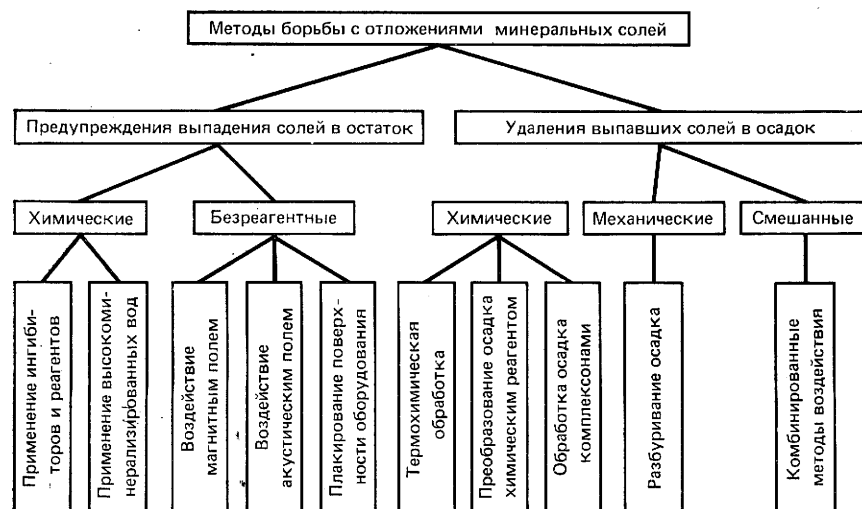 Методы борьбы с отложениями минеральных солей
Предупреждения выпадения солей в остаток
Удаления выпавших солей в осадок
Химические
Безреагентные
Химические
Механические
Смешанные
Применение ингиби-
торов и реагентов
Применение высокоми-
нерализированных вод
Воздействие
магнитным полем
Воздействие
акустическим полем
Плакирование поверх-
ности оборудования
Термохимическая
обработка
Преобразование осадка
химическим реагентом
Обработка осадка
комплексонами
Разбуривание осадка
Комбинированные
методы воздействия